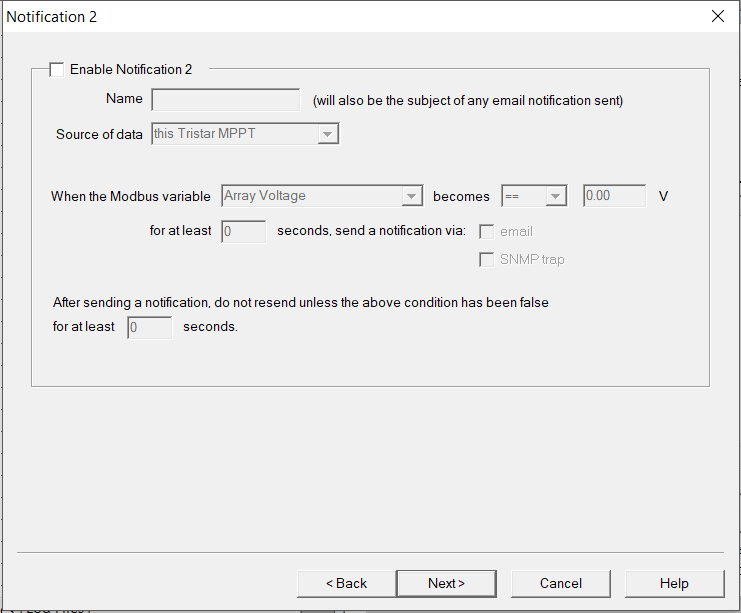 Notification 2
Enable Notification 2
Name (will also be the subject of any email notification sent)
Source of data this Tristar MPPT
When the Modbus variable Array Voltage becomes == 0.00 V
for at least 0 seconds, send a notification via: email
SNMP trap
After sending a notification, do not resend unless the above condition has been false
for at least 0 seconds.
< Back Next > Cancel Help